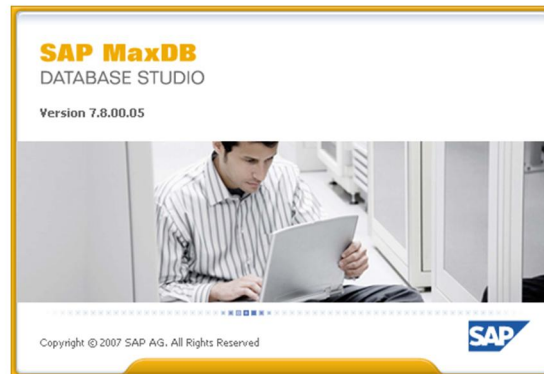 SAP MaxDB
DATABASE STUDIO
Version 7.8.00.05
Copyright © 2007 SAP AG. All Rights Reserved
SAP